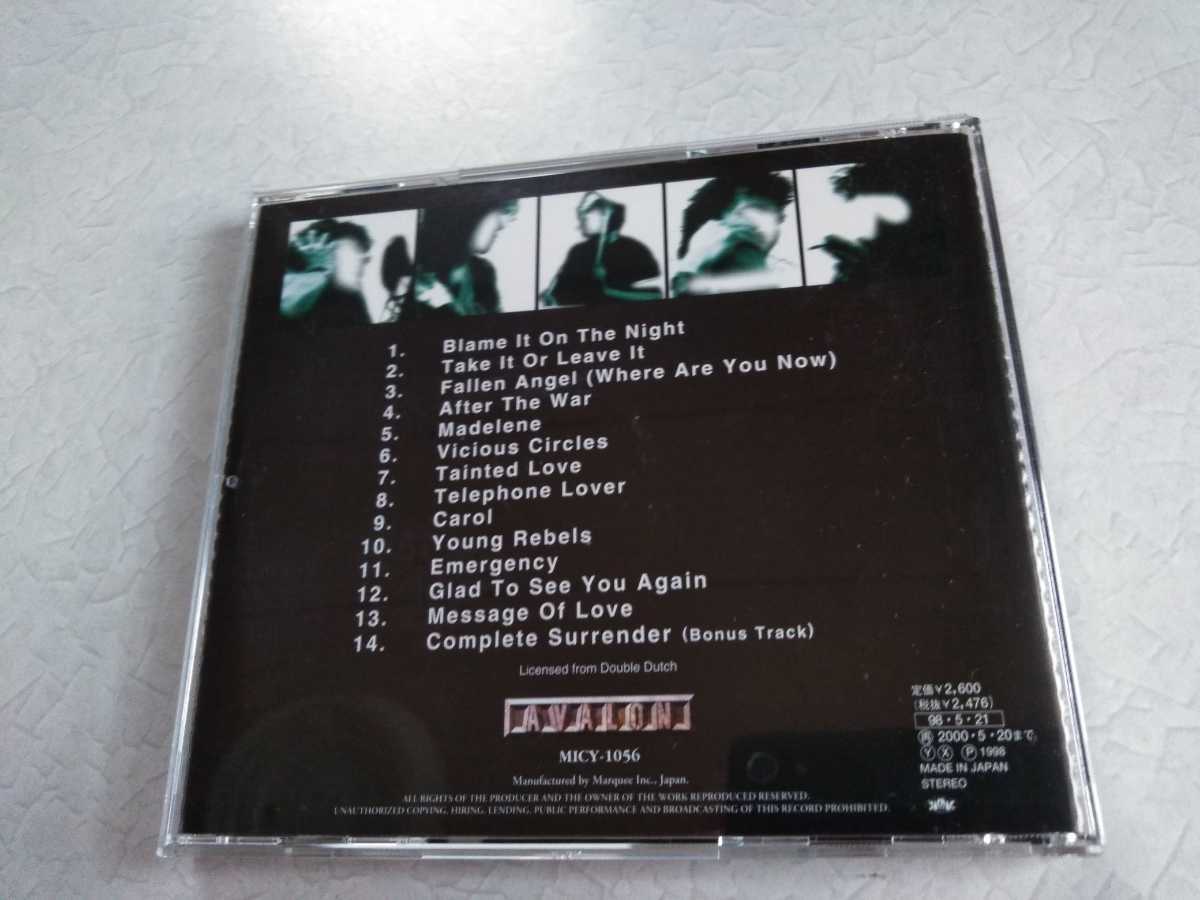 1. Blame It On The Night
2. Take It Or Leave It
3. Fallen Angel (Where Are You Now)
4. After The War
5. Madelene
6. Vicious Circles
7. Tainted Love
8. Telephone Lover
9. Carol
10. Young Rebels
11. Emergency
12. Glad To See You Again
13. Message Of Love
14. Complete Surrender (Bonus Track)
Licensed from Double Dutch
AVALON
MICY-1056
Manufactured by Marquee Inc., Japan.
ALL RIGHTS OF THE PRODUCER AND THE OWNER OF THE WORK REPRODUCED RESERVED.
UNAUTHORIZED COPYING, HIRING, LENDING, PUBLIC PERFORMANCE AND BROADCASTING OF THIS RECORD PROHIBITED.
定価¥2,600
(税抜¥2,476)
98・5・21
再 2000・5・20まで
Ⓨ Ⓧ Ⓟ 1998
MADE IN JAPAN
STEREO